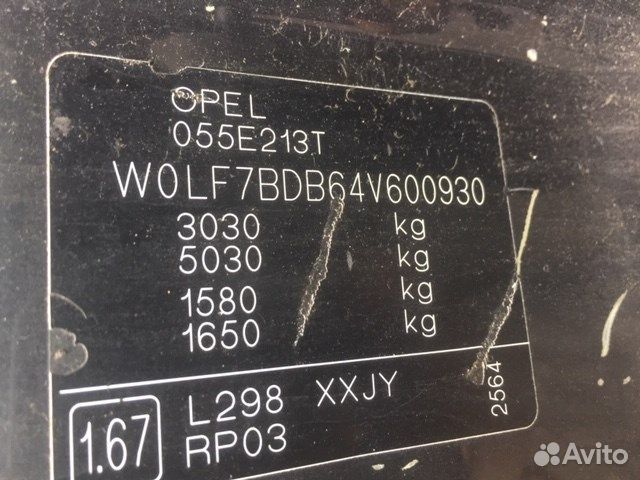 OPEL
055E213T
W0LF7BDB64V600930
3030 kg
5030 kg
1580 kg
1650 kg
1.67 L298 XXJY 2564
RP03
Avito